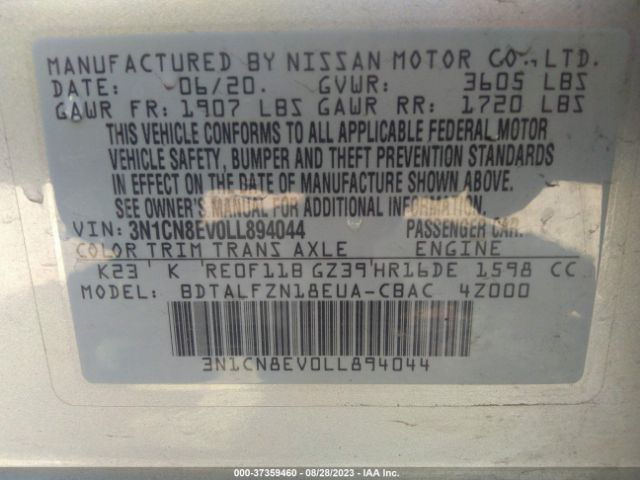 MANUFACTURED BY NISSAN MOTOR CO., LTD.
DATE: 06/20. GVWR: 3605 LBS
GAWR FR: 1907 LBS GAWR RR: 1720 LBS
THIS VEHICLE CONFORMS TO ALL APPLICABLE FEDERAL MOTOR
VEHICLE SAFETY, BUMPER AND THEFT PREVENTION STANDARDS
IN EFFECT ON THE DATE OF MANUFACTURE SHOWN ABOVE.
SEE OWNER'S MANUAL FOR ADDITIONAL INFORMATION.
VIN: 3N1CN8EV0LL894044 PASSENGER CAR.
COLOR TRIM TRANS AXLE ENGINE
K23 K RE0F11B GZ39 HR16DE 1598 CC
MODEL: BDTALFZN18EUA-CBAC 4Z000
3N1CN8EV0LL894044
000-37359460 - 08/28/2023 - IAA Inc.